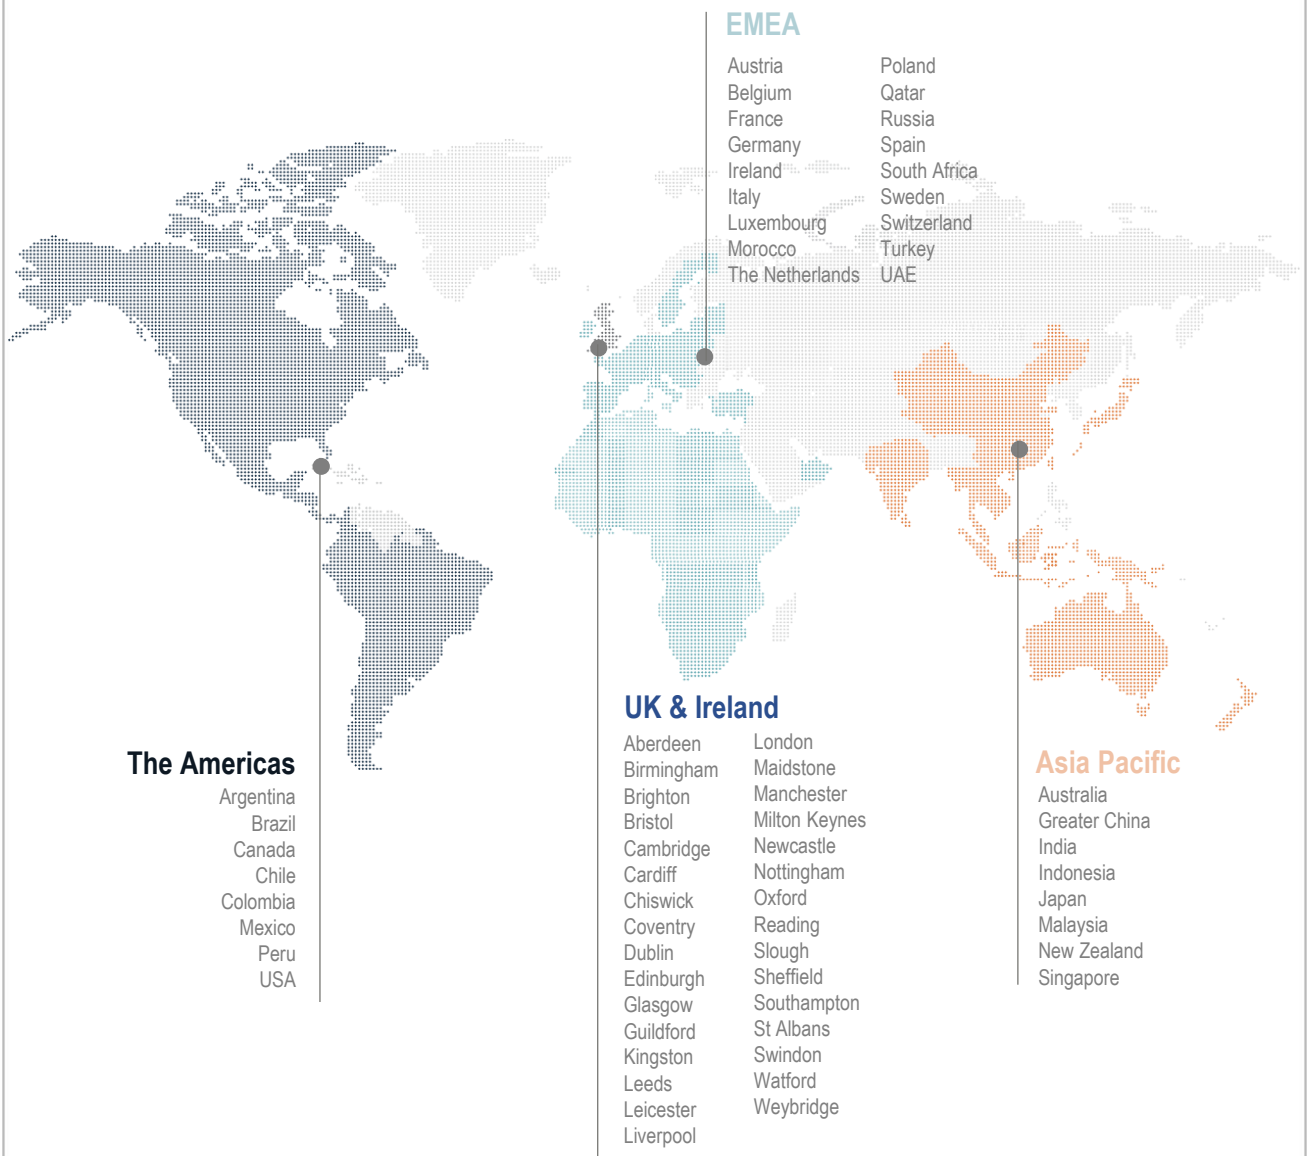 EMEA
Austria
Belgium
France
Germany
Ireland
Italy
Luxembourg
Morocco
The Netherlands
Poland
Qatar
Russia
Spain
South Africa
Sweden
Switzerland
Turkey
UAE
The Americas
Argentina
Brazil
Canada
Chile
Colombia
Mexico
Peru
USA
UK & Ireland
Aberdeen
Birmingham
Brighton
Bristol
Cambridge
Cardiff
Chiswick
Coventry
Dublin
Edinburgh
Glasgow
Guildford
Kingston
Leeds
Leicester
Liverpool
London
Maidstone
Manchester
Milton Keynes
Newcastle
Nottingham
Oxford
Reading
Slough
Sheffield
Southampton
St Albans
Swindon
Watford
Weybridge
Asia Pacific
Australia
Greater China
India
Indonesia
Japan
Malaysia
New Zealand
Singapore